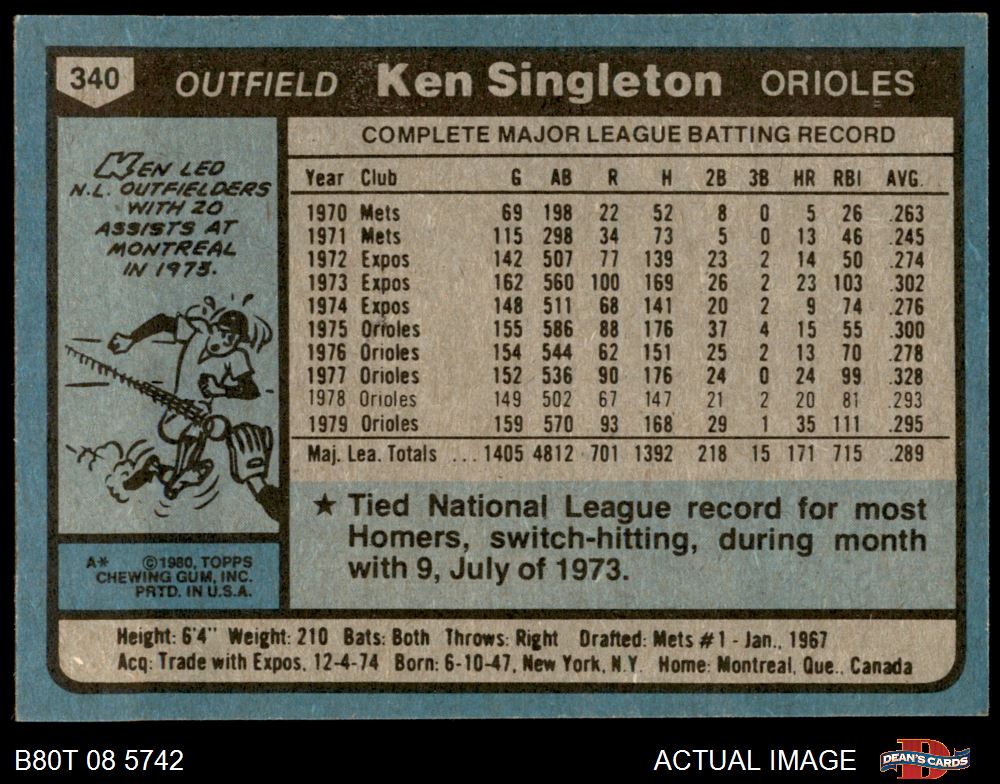 340 OUTFIELD Ken Singleton ORIOLES
KEN LED
N.L. OUTFIELDERS
WITH 20
ASSISTS AT
MONTREAL
IN 1973.
A* ©1980, TOPPS
CHEWING GUM, INC.
PRTD. IN U.S.A.
COMPLETE MAJOR LEAGUE BATTING RECORD
Year Club G AB R H 2B 3B HR RBI AVG.
1970 Mets 69 198 22 52 8 0 5 26 .263
1971 Mets 115 298 34 73 5 0 13 46 .245
1972 Expos 142 507 77 139 23 2 14 50 .274
1973 Expos 162 560 100 169 26 2 23 103 .302
1974 Expos 148 511 68 141 20 2 9 74 .276
1975 Orioles 155 586 88 176 37 4 15 55 .300
1976 Orioles 154 544 62 151 25 2 13 70 .278
1977 Orioles 152 536 90 176 24 0 24 99 .328
1978 Orioles 149 502 67 147 21 2 20 81 .293
1979 Orioles 159 570 93 168 29 1 35 111 .295
Maj. Lea. Totals ... 1405 4812 701 1392 218 15 171 715 .289
★ Tied National League record for most
Homers, switch-hitting, during month
with 9, July of 1973.
Height: 6'4" Weight: 210 Bats: Both Throws: Right Drafted: Mets #1 - Jan., 1967
Acq: Trade with Expos, 12-4-74 Born: 6-10-47, New York, N.Y. Home: Montreal, Que., Canada
B80T 08 5742 ACTUAL IMAGE D DEAN'S CARDS